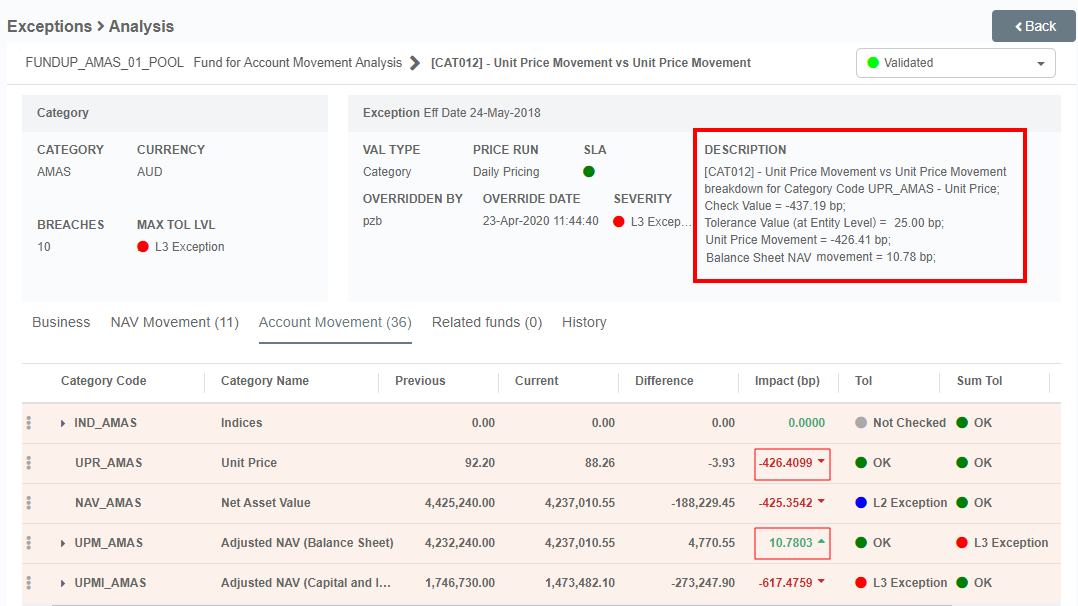 Exceptions > Analysis
< Back
FUNDUP_AMAS_01_POOL Fund for Account Movement Analysis > [CAT012] - Unit Price Movement vs Unit Price Movement
Validated
Category
CATEGORY CURRENCY
AMAS AUD
BREACHES MAX TOL LVL
10 L3 Exception
Exception Eff Date 24-May-2018
VAL TYPE PRICE RUN SLA
Category Daily Pricing
OVERRIDDEN BY OVERRIDE DATE SEVERITY
pzb 23-Apr-2020 11:44:40 L3 Excep...
DESCRIPTION
[CAT012] - Unit Price Movement vs Unit Price Movement
breakdown for Category Code UPR_AMAS - Unit Price;
Check Value = -437.19 bp;
Tolerance Value (at Entity Level) = 25.00 bp;
Unit Price Movement = -426.41 bp;
Balance Sheet NAV movement = 10.78 bp;
Business NAV Movement (11) Account Movement (36) Related funds (0) History
Category Code Category Name Previous Current Difference Impact (bp) Tol Sum Tol
IND_AMAS Indices 0.00 0.00 0.00 0.0000 Not Checked OK
UPR_AMAS Unit Price 92.20 88.26 -3.93 -426.4099 OK OK
NAV_AMAS Net Asset Value 4,425,240.00 4,237,010.55 -188,229.45 -425.3542 L2 Exception OK
UPM_AMAS Adjusted NAV (Balance Sheet) 4,232,240.00 4,237,010.55 4,770.55 10.7803 OK L3 Exception
UPMI_AMAS Adjusted NAV (Capital and I... 1,746,730.00 1,473,482.10 -273,247.90 -617.4759 L3 Exception OK